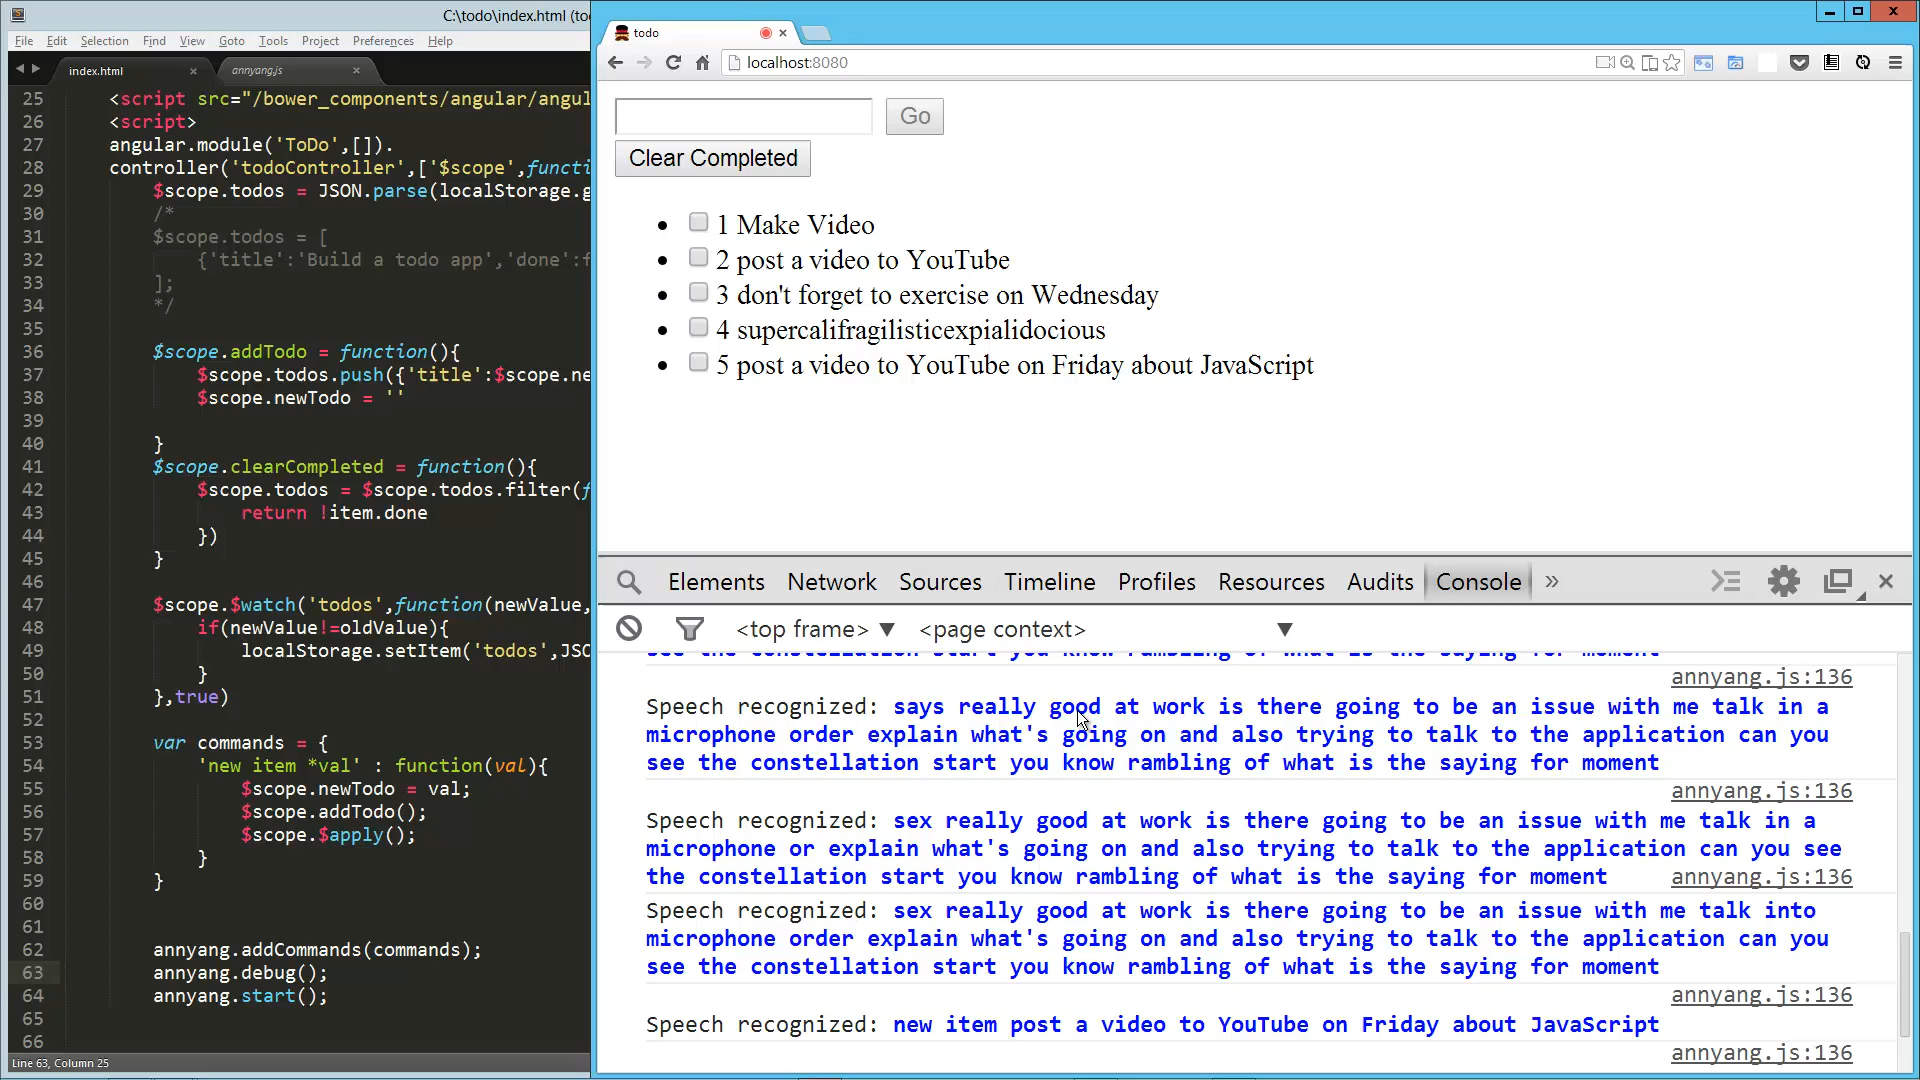 C:\todo\index.html (to
File Edit Selection Find View Goto Tools Project Preferences Help
index.html × annyang.js ×
25 <script src="/bower_components/angular/angul
26 <script>
27 angular.module('ToDo',[]).
28 controller('todoController',['$scope',functi
29 $scope.todos = JSON.parse(localStorage.g
30 /*
31 $scope.todos = [
32 {'title':'Build a todo app','done':f
33 ];
34 */
35
36 $scope.addTodo = function(){
37 $scope.todos.push({'title':$scope.ne
38 $scope.newTodo = ''
39
40 }
41 $scope.clearCompleted = function(){
42 $scope.todos = $scope.todos.filter(f
43 return !item.done
44 })
45 }
46
47 $scope.$watch('todos',function(newValue,
48 if(newValue!=oldValue){
49 localStorage.setItem('todos',JSO
50 }
51 },true)
52
53 var commands = {
54 'new item *val' : function(val){
55 $scope.newTodo = val;
56 $scope.addTodo();
57 $scope.$apply();
58 }
59 }
60
61
62 annyang.addCommands(commands);
63 annyang.debug();
64 annyang.start();
65
66
Line 63, Column 25
todo ×
localhost:8080
Go
Clear Completed
1 Make Video
2 post a video to YouTube
3 don't forget to exercise on Wednesday
4 supercalifragilisticexpialidocious
5 post a video to YouTube on Friday about JavaScript
Elements Network Sources Timeline Profiles Resources Audits Console »
<top frame> ▼ <page context> ▼
see the constellation start you know rambling of what is the saying for moment
annyang.js:136
Speech recognized: says really good at work is there going to be an issue with me talk in a
microphone order explain what's going on and also trying to talk to the application can you
see the constellation start you know rambling of what is the saying for moment
annyang.js:136
Speech recognized: sex really good at work is there going to be an issue with me talk in a
microphone or explain what's going on and also trying to talk to the application can you see
the constellation start you know rambling of what is the saying for moment
annyang.js:136
Speech recognized: sex really good at work is there going to be an issue with me talk into
microphone order explain what's going on and also trying to talk to the application can you
see the constellation start you know rambling of what is the saying for moment
annyang.js:136
Speech recognized: new item post a video to YouTube on Friday about JavaScript
annyang.js:136